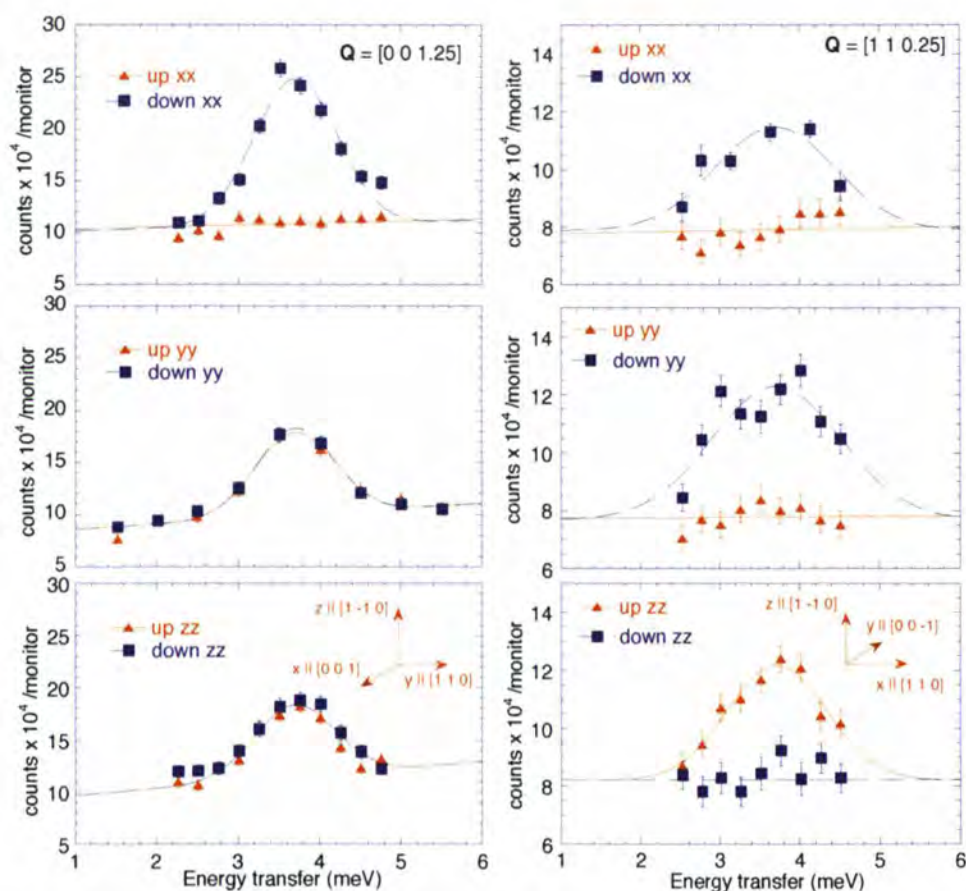 30
25
20
15
10
5
counts x 10⁴ /monitor
up xx
down xx
Q = [0 0 1.25]
14
12
10
8
6
counts x 10⁴ /monitor
up xx
down xx
Q = [1 1 0.25]
30
25
20
15
10
5
counts x 10⁴ /monitor
up yy
down yy
14
12
10
8
6
counts x 10⁴ /monitor
up yy
down yy
30
25
20
15
10
5
counts x 10⁴ /monitor
up zz
down zz
z || [1 -1 0]
x || [0 0 1]
y || [1 1 0]
1 2 3 4 5 6
Energy transfer (meV)
14
12
10
8
6
counts x 10⁴ /monitor
up zz
down zz
z || [1 -1 0]
y || [0 0 -1]
x || [1 1 0]
1 2 3 4 5 6
Energy transfer (meV)